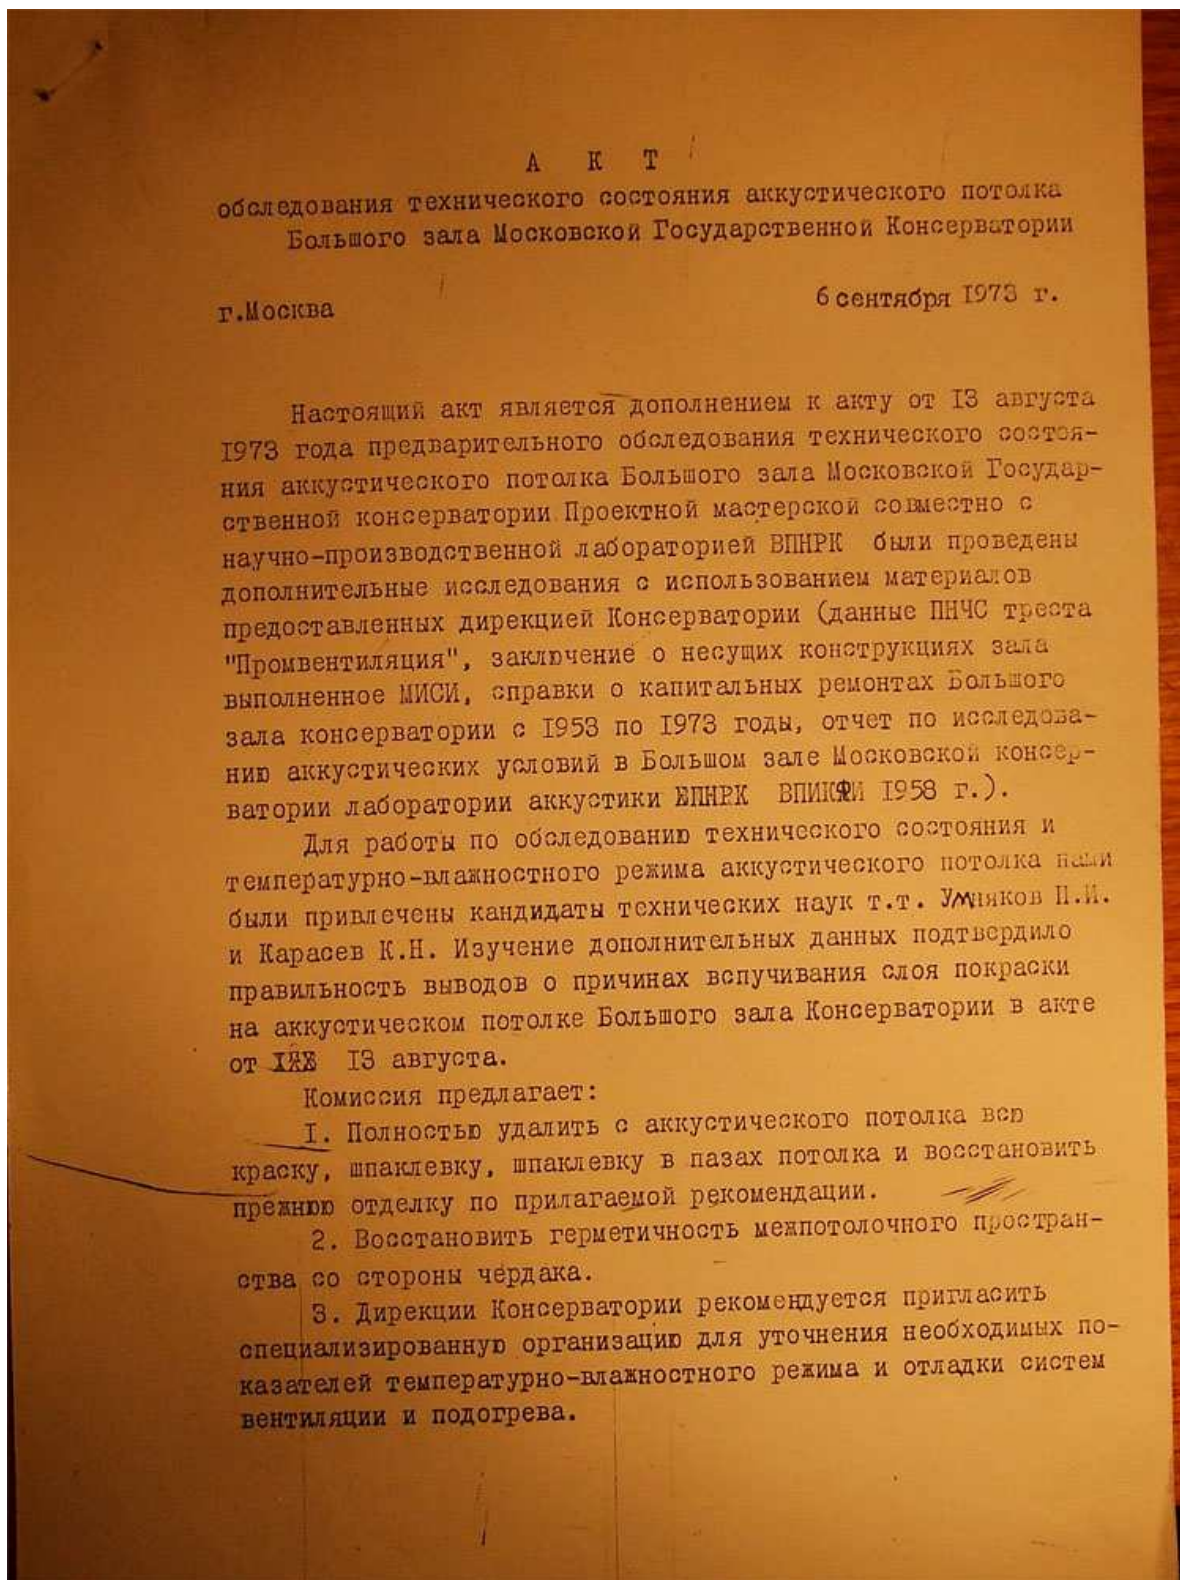 А К Т
обследования технического состояния аккустического потолка
Большого зала Московской Государственной Консерватории
г.Москва
6 сентября 1973 г.
Настоящий акт является дополнением к акту от 13 августа
1973 года предварительного обследования технического состоя-
ния аккустического потолка Большого зала Московской Государ-
ственной консерватории Проектной мастерской совместно с
научно-производственной лабораторией ВПНРК были проведены
дополнительные исследования с использованием материалов
предоставленных дирекцией Консерватории (данные ПНЧС треста
"Промвентиляция", заключение о несущих конструкциях зала
выполненное МИСИ, справки о капитальных ремонтах Большого
зала консерватории с 1953 по 1973 годы, отчет по исследова-
нию аккустических условий в Большом зале Московской консер-
ватории лаборатории аккустики ВПНРК 1958 г.).
Для работы по обследованию технического состояния и
температурно-влажностного режима аккустического потолка нами
были привлечены кандидаты технических наук т.т. Умняков П.И.
и Карасев К.Н. Изучение дополнительных данных подтвердило
правильность выводов о причинах вспучивания слоя покраски
на аккустическом потолке Большого зала Консерватории в акте
от 13 августа.
Комиссия предлагает:
1. Полностью удалить с аккустического потолка всю
краску, шпаклевку, шпаклевку в пазах потолка и восстановить
прежнюю отделку по прилагаемой рекомендации.
2. Восстановить герметичность межпотолочного простран-
ства со стороны чердака.
3. Дирекции Консерватории рекомендуется пригласить
специализированную организацию для уточнения необходимых по-
казателей температурно-влажностного режима и отладки систем
вентиляции и подогрева.